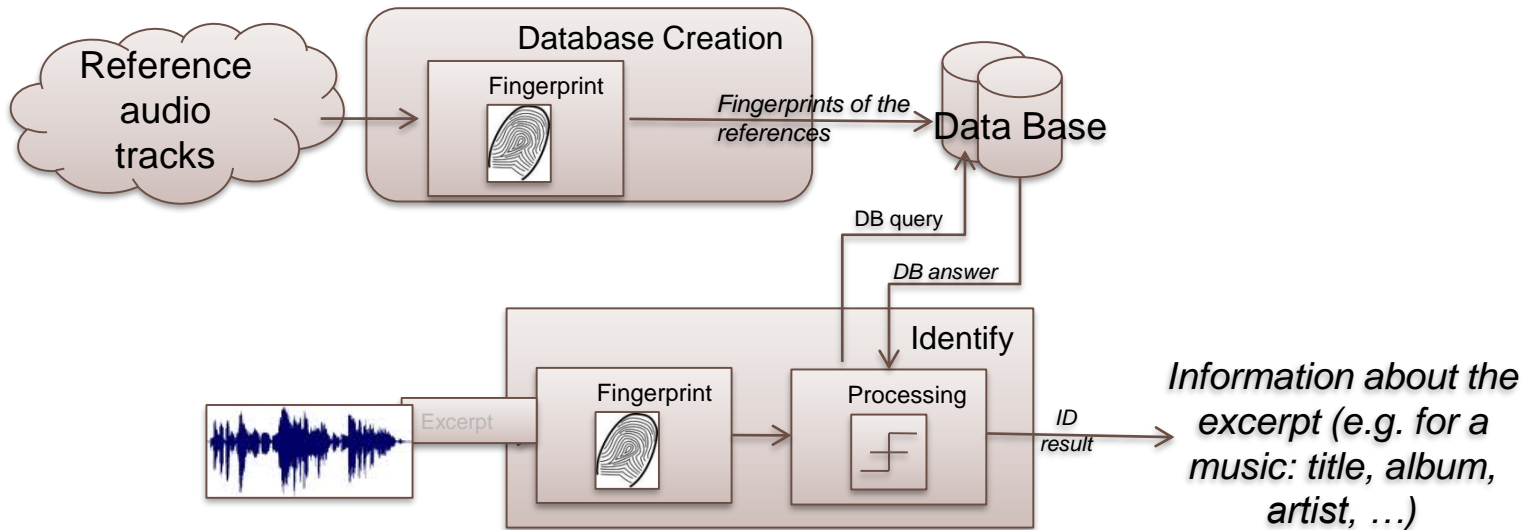 Database Creation
Reference
audio
tracks
Fingerprint
Fingerprints of the
references
Data Base
DB query
DB answer
Identify
Excerpt
Fingerprint
Processing
ID
result
Information about the
excerpt (e.g. for a
music: title, album,
artist, …)